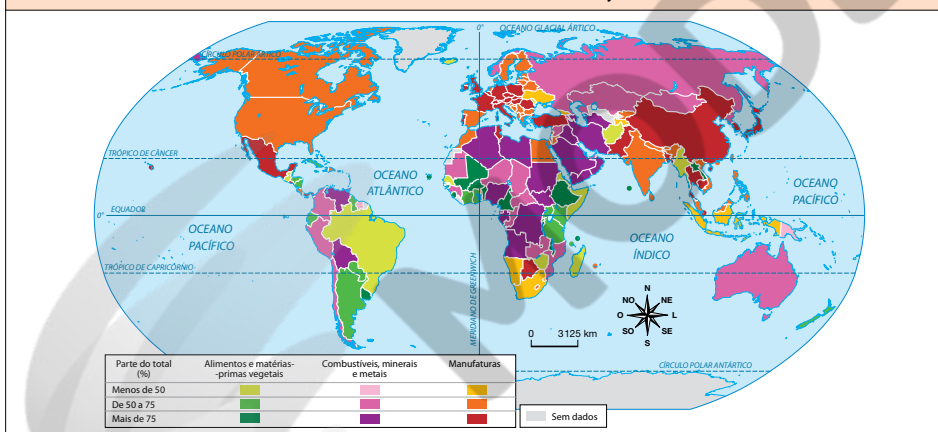 0°
OCEANO GLACIAL ÁRTICO
CÍRCULO POLAR ÁRTICO
TRÓPICO DE CÂNCER
OCEANO
ATLÂNTICO
OCEANO
PACÍFICO
0°
EQUADOR
OCEANO
PACÍFICO
OCEANO
ÍNDICO
TRÓPICO DE CAPRICÓRNIO
MERIDIANO DE GREENWICH
N
NO NE
O L
SO SE
S
0 3125 km
CÍRCULO POLAR ANTÁRTICO
Parte do total
(%)
Alimentos e matérias-
-primas vegetais
Combustíveis, minerais
e metais
Manufaturas
Menos de 50
De 50 a 75
Mais de 75
Sem dados